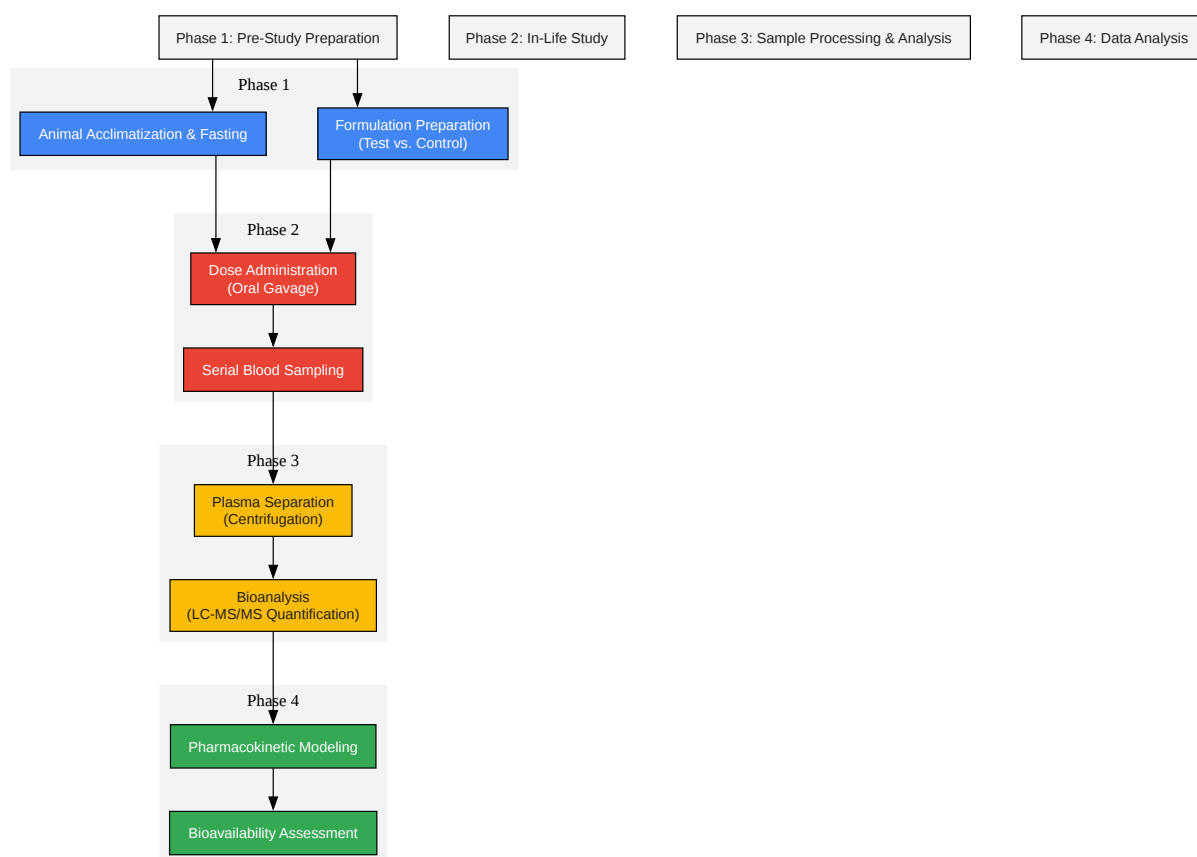 Phase 1: Pre-Study Preparation
Phase 2: In-Life Study
Phase 3: Sample Processing & Analysis
Phase 4: Data Analysis
Phase 1
Animal Acclimatization & Fasting
Formulation Preparation
(Test vs. Control)
Phase 2
Dose Administration
(Oral Gavage)
Serial Blood Sampling
Phase 3
Plasma Separation
(Centrifugation)
Bioanalysis
(LC-MS/MS Quantification)
Phase 4
Pharmacokinetic Modeling
Bioavailability Assessment